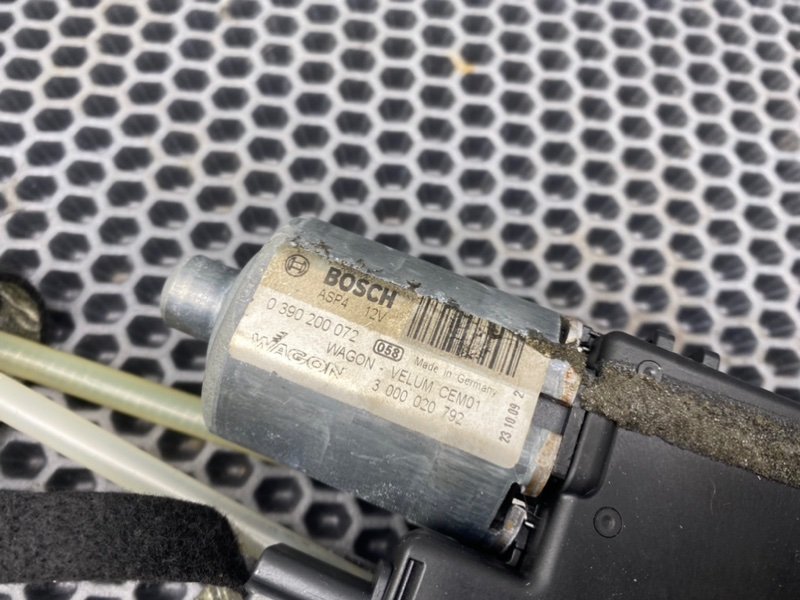 BOSCH
ASP4 12V
0 390 200 072
058 Made in Germany
WAGON
WAGON - VELUM CEM01
3 000 020 792
23 10 09 2